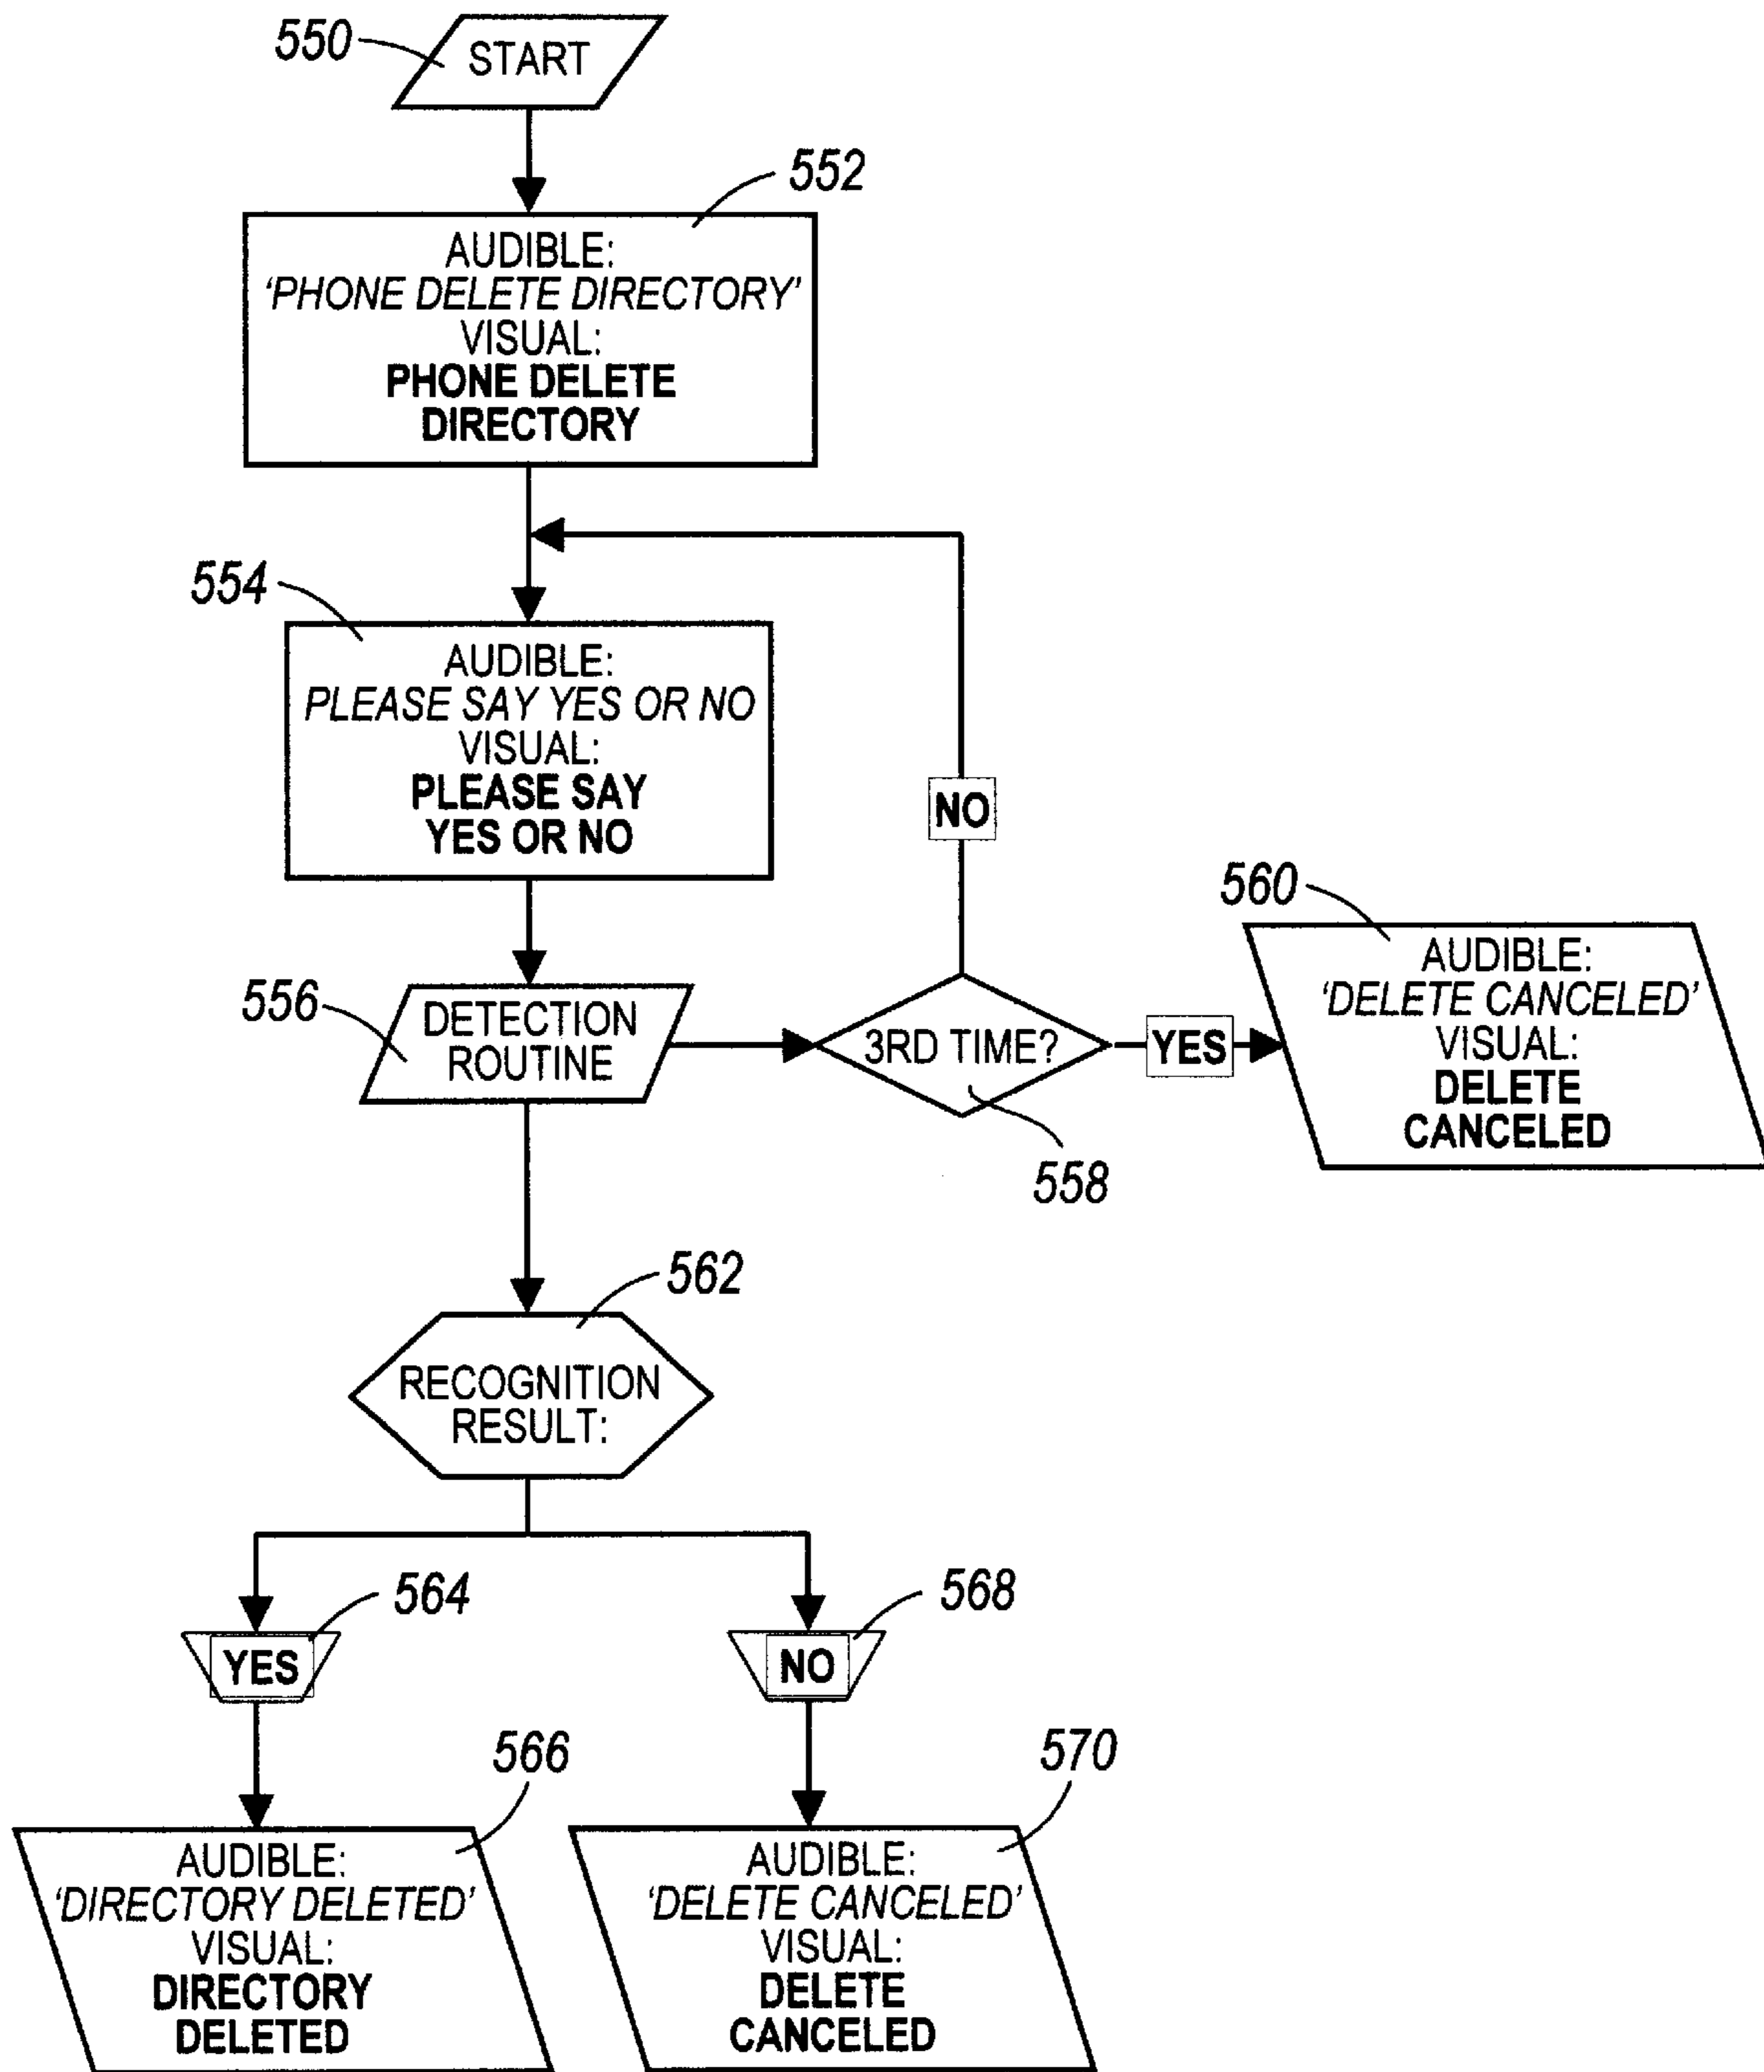 550
START
552
AUDIBLE:
'PHONE DELETE DIRECTORY'
VISUAL:
PHONE DELETE
DIRECTORY
554
AUDIBLE:
PLEASE SAY YES OR NO
VISUAL:
PLEASE SAY
YES OR NO
NO
560
AUDIBLE:
'DELETE CANCELED'
VISUAL:
DELETE
CANCELED
556
DETECTION
ROUTINE
3RD TIME?
YES
558
562
RECOGNITION
RESULT:
564
YES
568
NO
566
AUDIBLE:
'DIRECTORY DELETED'
VISUAL:
DIRECTORY
DELETED
570
AUDIBLE:
'DELETE CANCELED'
VISUAL:
DELETE
CANCELED